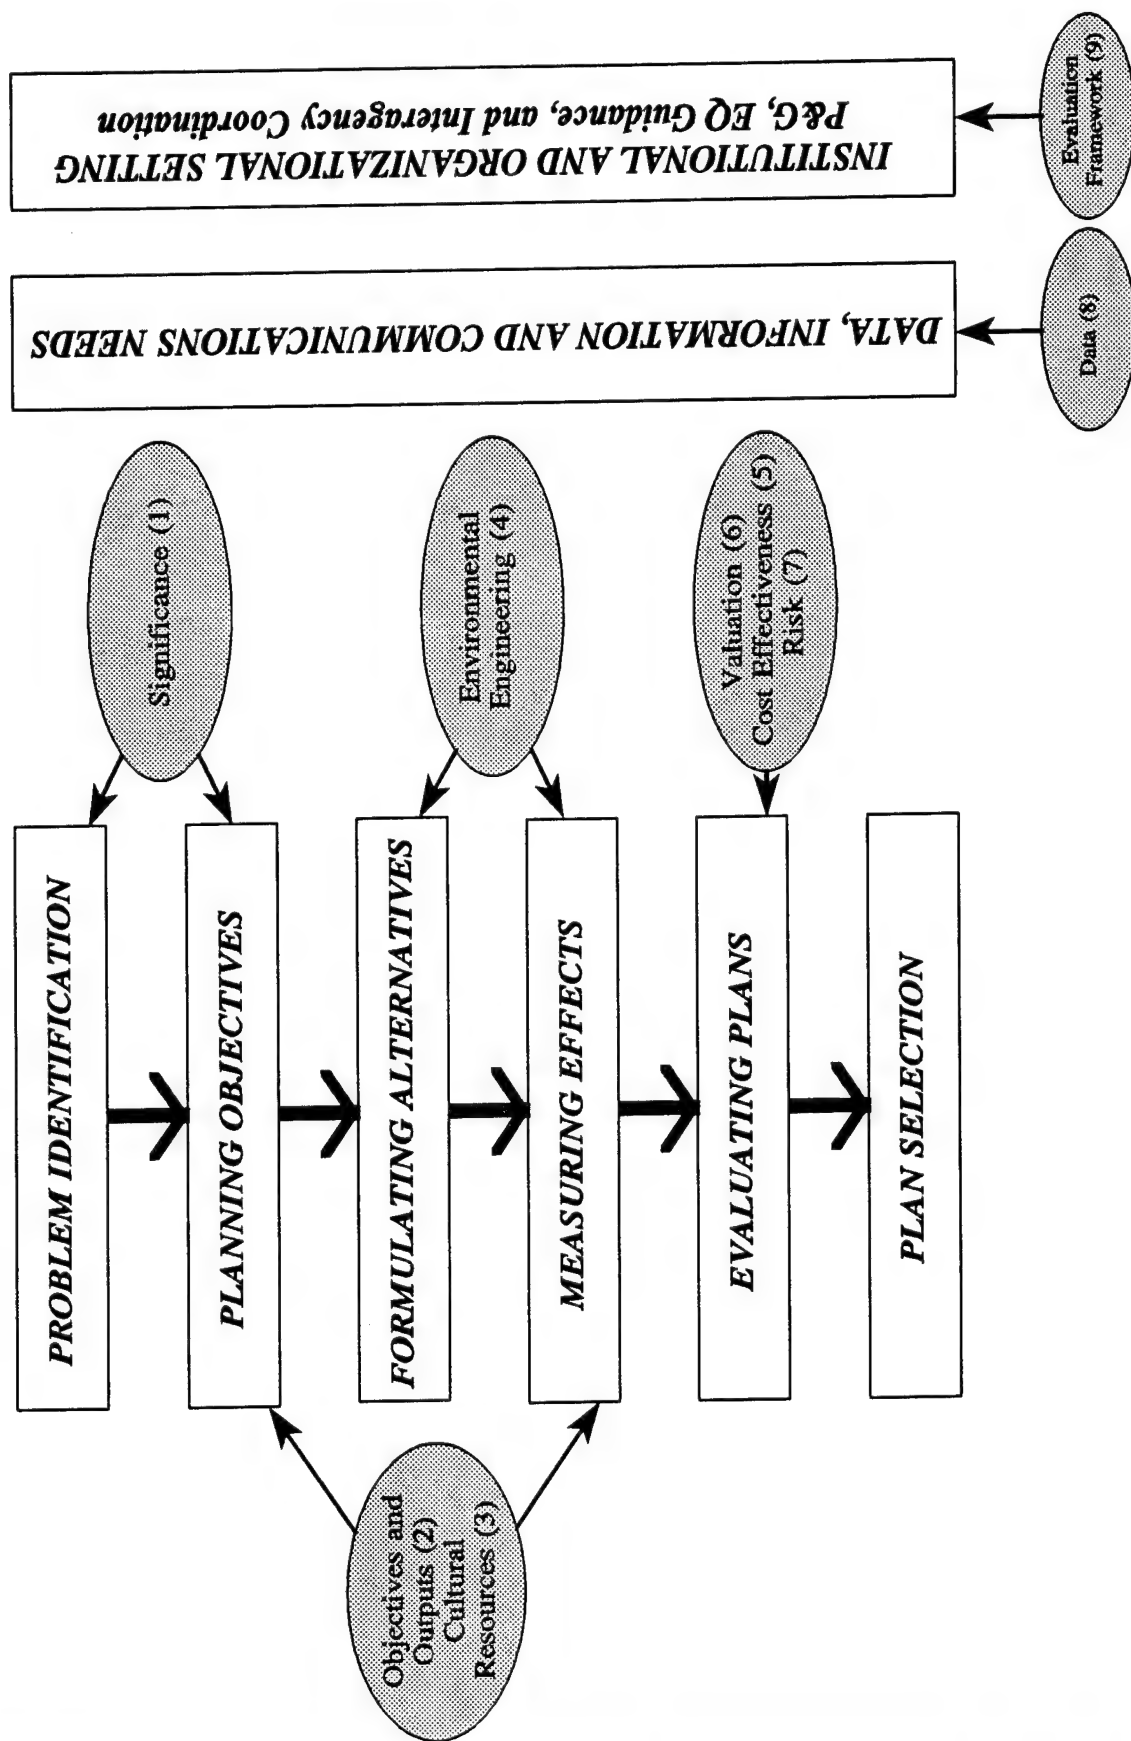 PROBLEM IDENTIFICATION
PLANNING OBJECTIVES
FORMULATING ALTERNATIVES
MEASURING EFFECTS
EVALUATING PLANS
PLAN SELECTION
Objectives and
Outputs (2)
Cultural
Resources (3)
Significance (1)
Environmental
Engineering (4)
Valuation (6)
Cost Effectiveness (5)
Risk (7)
DATA, INFORMATION AND COMMUNICATIONS NEEDS
Data (8)
INSTITUTIONAL AND ORGANIZATIONAL SETTING
P&G, EQ Guidance, and Interagency Coordination
Evaluation
Framework (9)